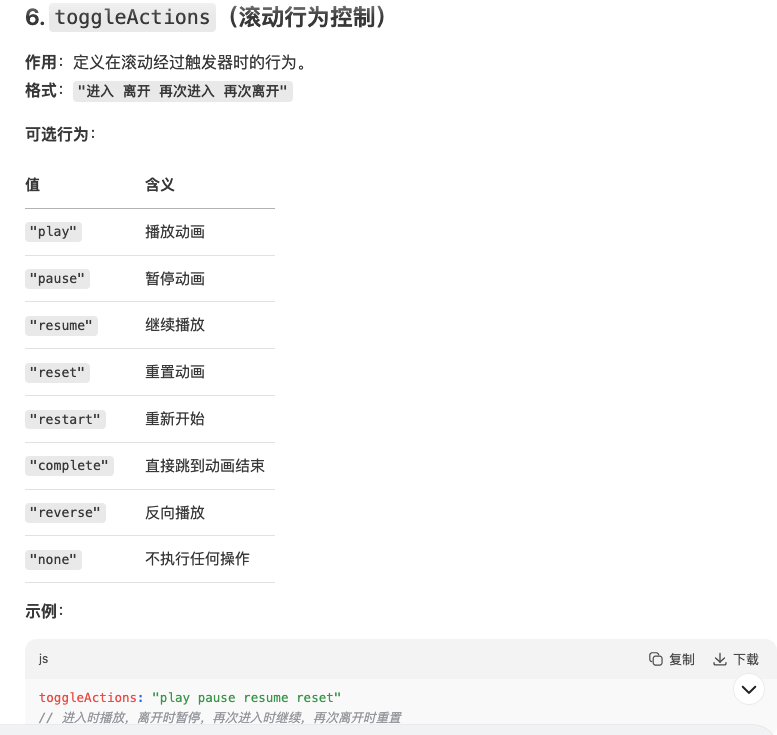 6. toggleActions（滚动行为控制）
作用：定义在滚动经过触发器时的行为。
格式："进入 离开 再次进入 再次离开"
可选行为：
值 含义
"play" 播放动画
"pause" 暂停动画
"resume" 继续播放
"reset" 重置动画
"restart" 重新开始
"complete" 直接跳到动画结束
"reverse" 反向播放
"none" 不执行任何操作
示例：
js 复制 下载
toggleActions: "play pause resume reset"
// 进入时播放，离开时暂停，再次进入时继续，再次离开时重置